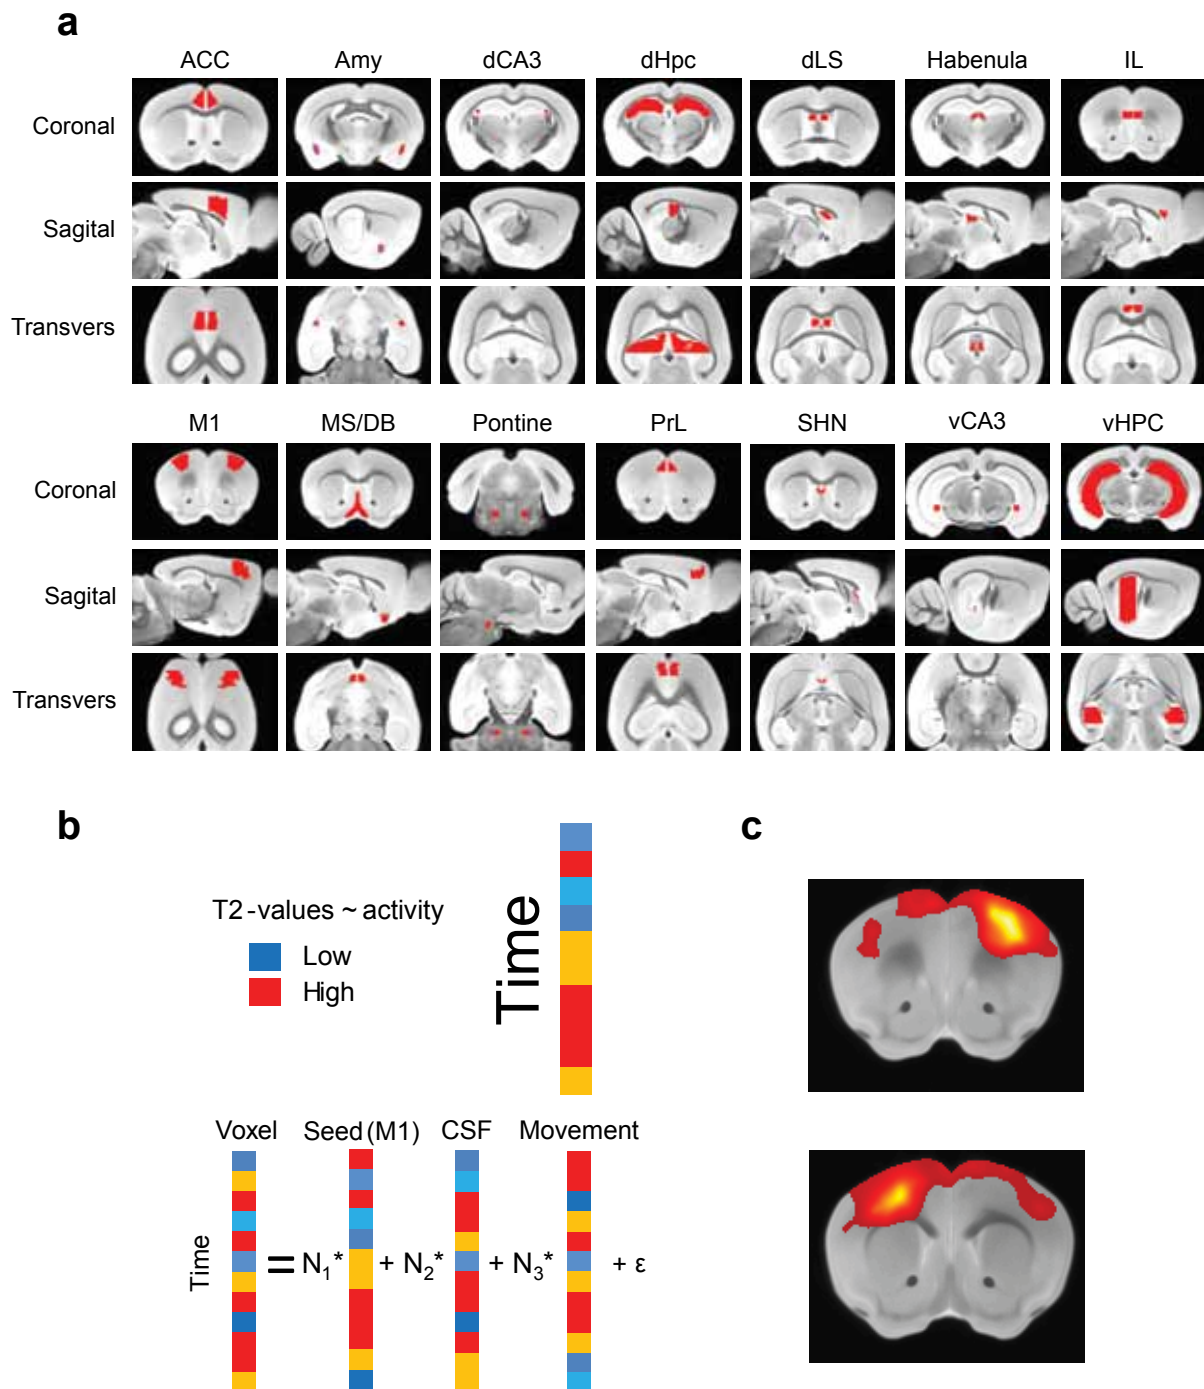 a
ACC Amy dCA3 dHpc dLS Habenula IL
Coronal
Sagital
Transvers
M1 MS/DB Pontine PrL SHN vCA3 vHPC
Coronal
Sagital
Transvers
b
c
T2-values ~ activity
Low
High
Time
Voxel Seed (M1) CSF Movement
Time
= N1* + N2* + N3* + ε